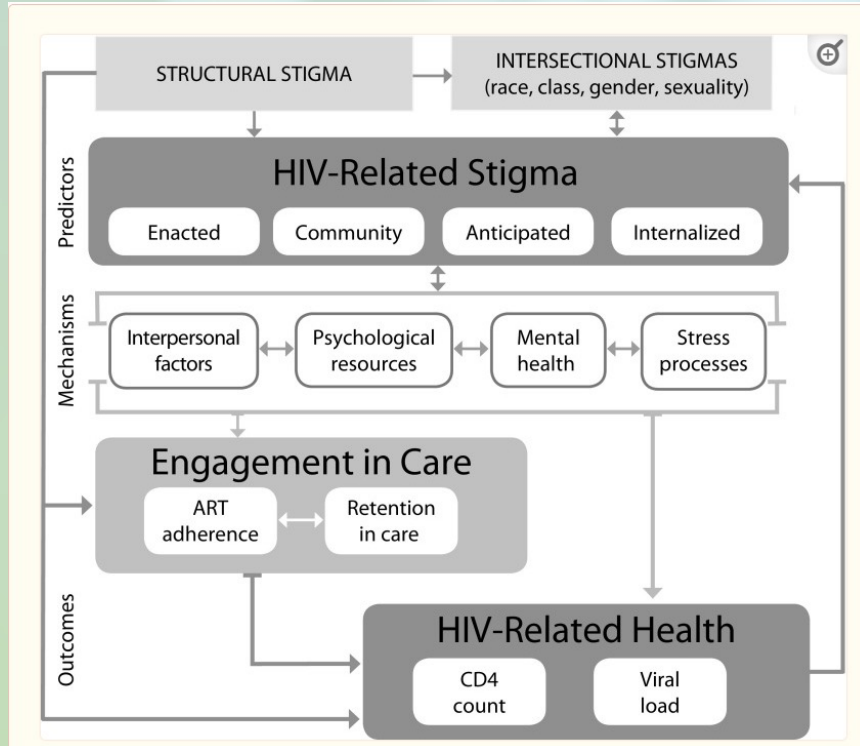 STRUCTURAL STIGMA
INTERSECTIONAL STIGMAS
(race, class, gender, sexuality)
Predictors
HIV-Related Stigma
Enacted
Community
Anticipated
Internalized
Mechanisms
Interpersonal
factors
Psychological
resources
Mental
health
Stress
processes
Outcomes
Engagement in Care
ART
adherence
Retention
in care
HIV-Related Health
CD4
count
Viral
load